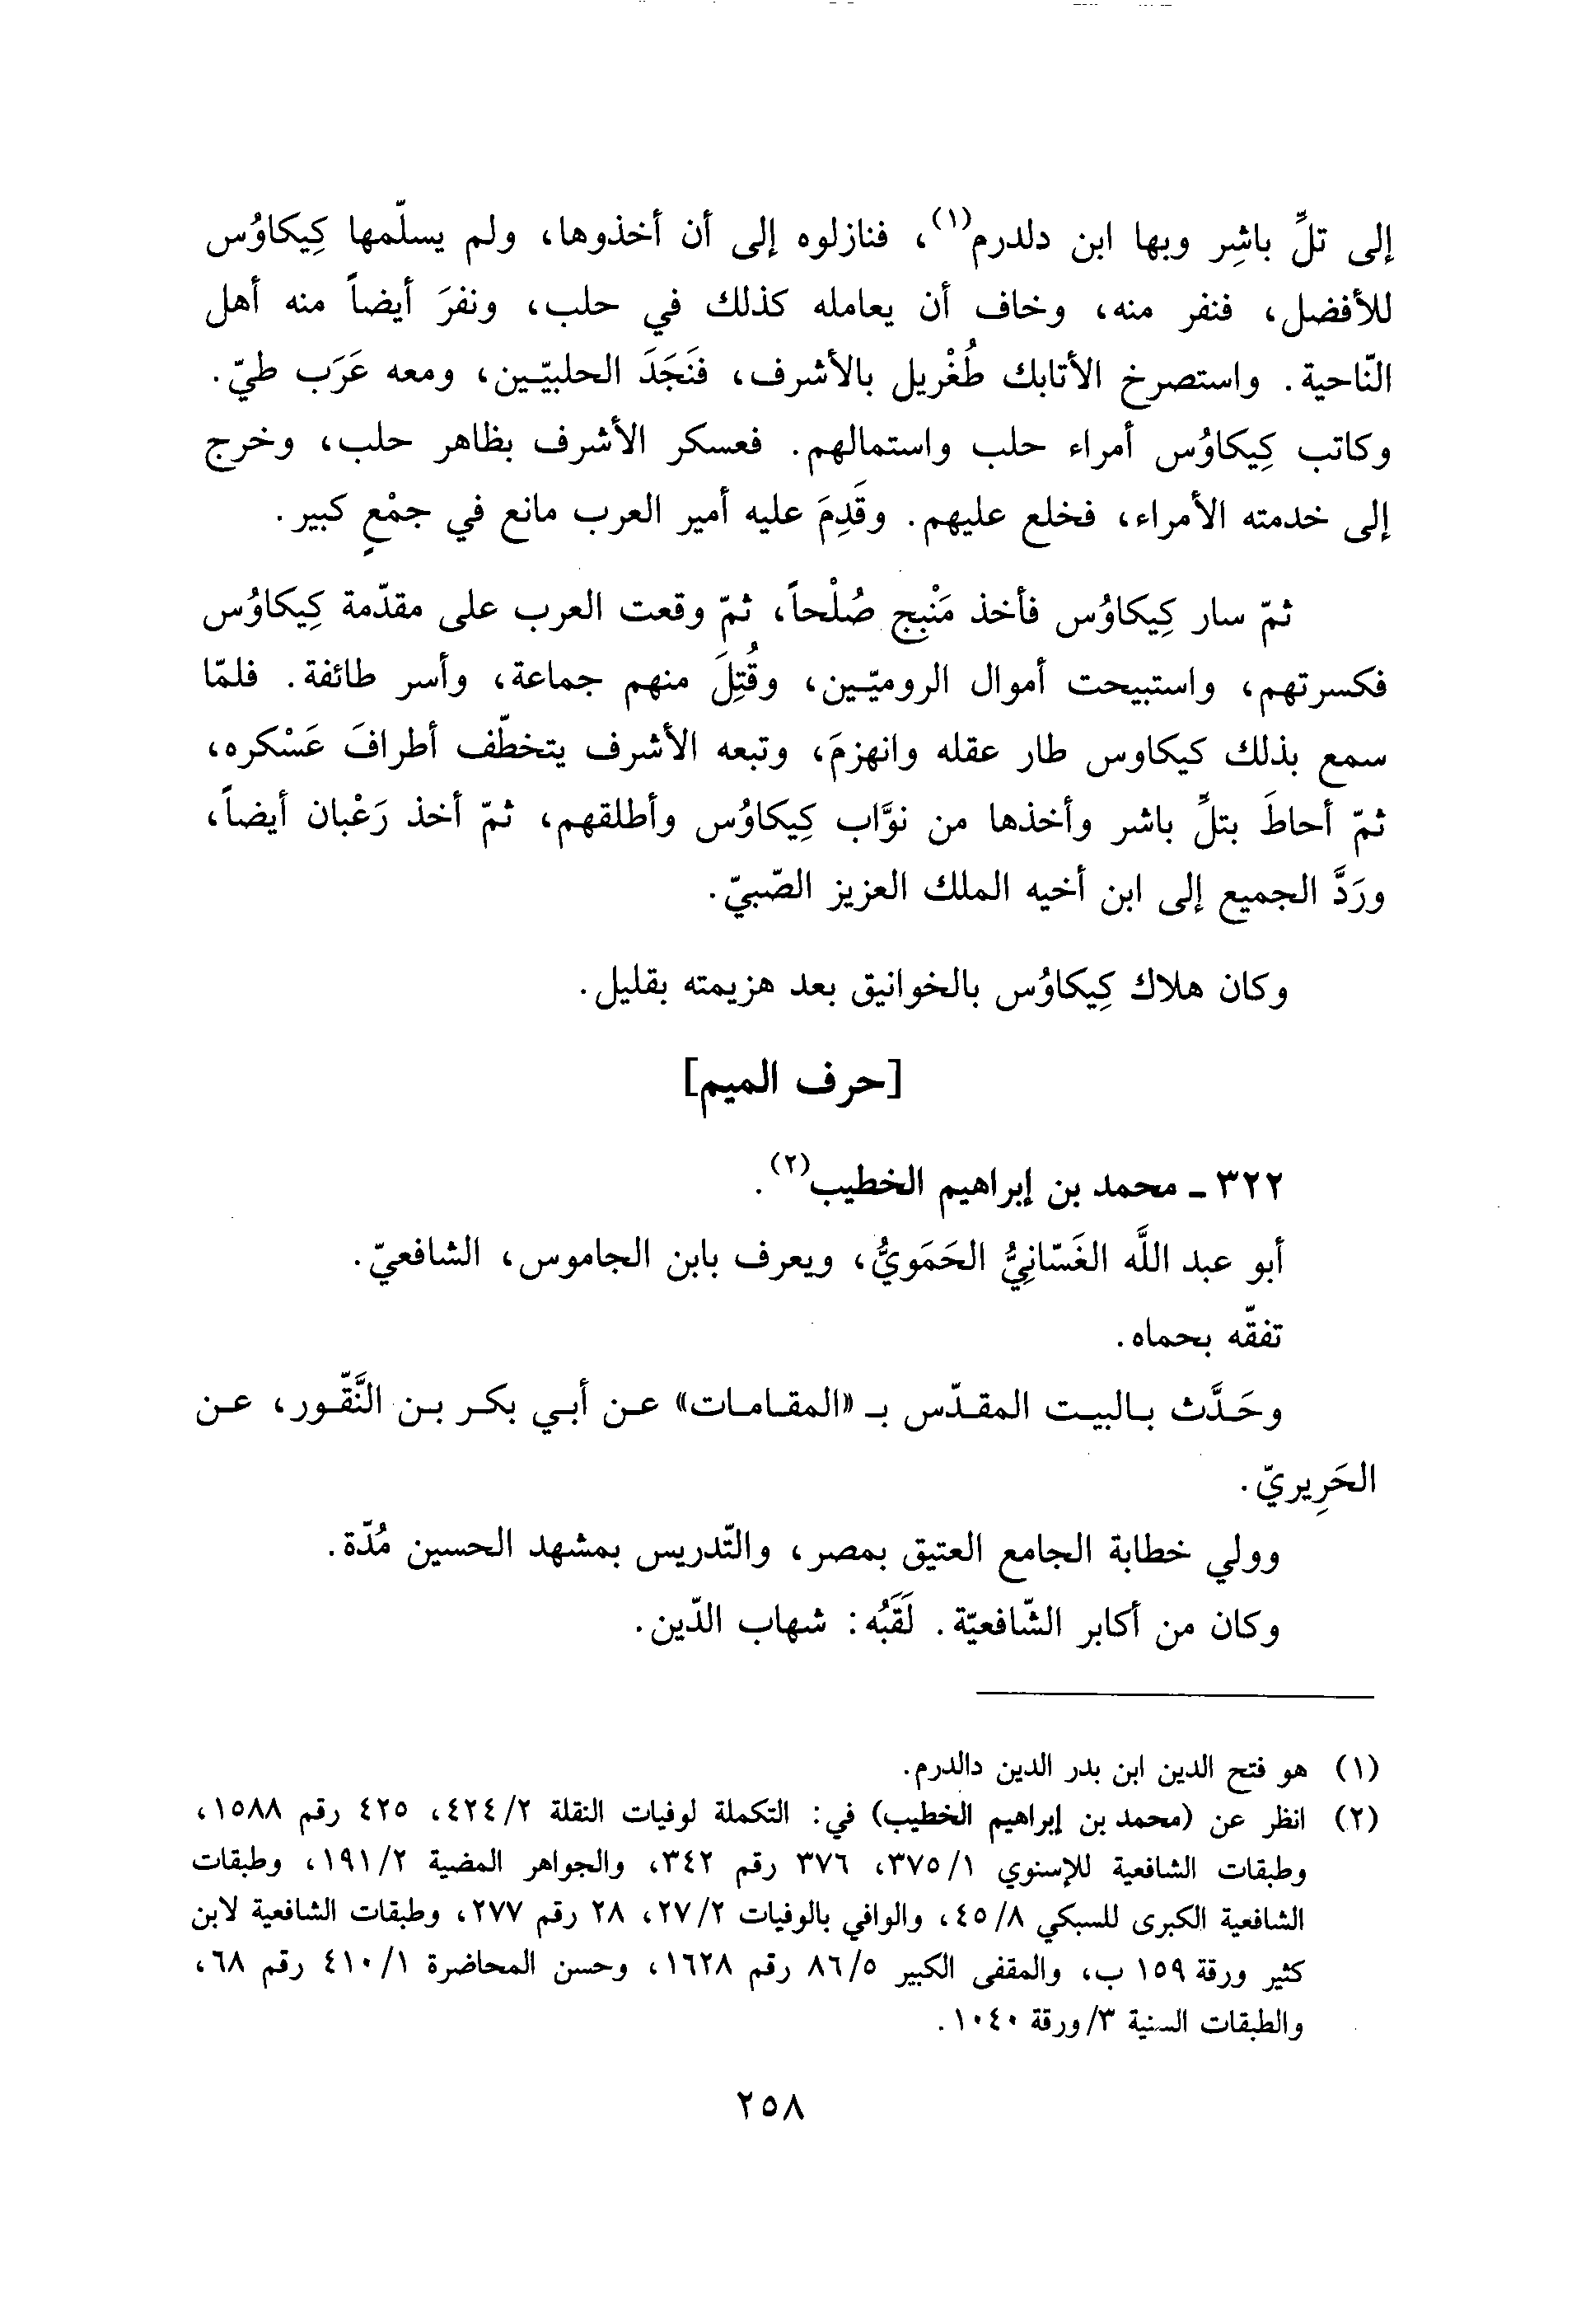 إلى تلِّ باشِر وبها ابن دلدرم(١)، فنازلوه إلى أن أخذوها، ولم يسلّمها كِيكاوُس
للأفضل، فنفر منه، وخاف أن يعامله كذلك في حلب، ونفرَ أيضاً منه أهل
النّاحية. واستصرخ الأتابك طُغْريل بالأشرف، فنَجَدَ الحلبيّين، ومعه عَرَب طيّ.
وكاتب كِيكاوُس أمراء حلب واستمالهم. فعسكر الأشرف بظاهر حلب، وخرج
إلى خدمته الأمراء، فخلع عليهم. وقَدِمَ عليه أمير العرب مانع في جمْعٍ كبير.
ثمّ سار كِيكاوُس فأخذ مَنْبِج صُلْحاً، ثمّ وقعت العرب على مقدّمة كِيكاوُس
فكسرتهم، واستبيحت أموال الروميّين، وقُتِلَ منهم جماعة، وأسر طائفة. فلمّا
سمع بذلك كيكاوس طار عقله وانهزمَ، وتبعه الأشرف يتخطّف أطرافَ عَسْكره،
ثمّ أحاطَ بتلِّ باشر وأخذها من نوَّاب كِيكاوُس وأطلقهم، ثمّ أخذ رَعْبان أيضاً،
ورَدَّ الجميع إلى ابن أخيه الملك العزيز الصّبيّ.
وكان هلاك كِيكاوُس بالخوانيق بعد هزيمته بقليل.
[حرف الميم]
٣٢٢ ـ محمد بن إبراهيم الخطيب(٢).
أبو عبد اللَّه الغَسّانِيُّ الحَمَويُّ، ويعرف بابن الجاموس، الشافعيّ.
تفقّه بحماه.
وحَدَّث بالبيت المقدّس بـ «المقامات» عن أبي بكر بن النَّقّور، عن
الحَرِيريّ.
وولي خطابة الجامع العتيق بمصر، والتّدريس بمشهد الحسين مُدّة.
وكان من أكابر الشّافعيّة. لَقَبُه: شهاب الدّين.
(١) هو فتح الدين ابن بدر الدين دالدرم.
(٢) انظر عن (محمد بن إبراهيم الخطيب) في: التكملة لوفيات النقلة ٤٢٤/٢، ٤٢٥ رقم ١٥٨٨،
وطبقات الشافعية للإسنوي ٣٧٥/١، ٣٧٦ رقم ٣٤٢، والجواهر المضية ١٩١/٢، وطبقات
الشافعية الكبرى للسبكي ٤٥/٨، والوافي بالوفيات ٢٧/٢، ٢٨ رقم ٢٧٧، وطبقات الشافعية لابن
كثير ورقة ١٥٩ ب، والمقفى الكبير ٨٦/٥ رقم ١٦٢٨، وحسن المحاضرة ٤١٠/١ رقم ٦٨،
والطبقات السنية ٣/ورقة ١٠٤٠.
٢٥٨